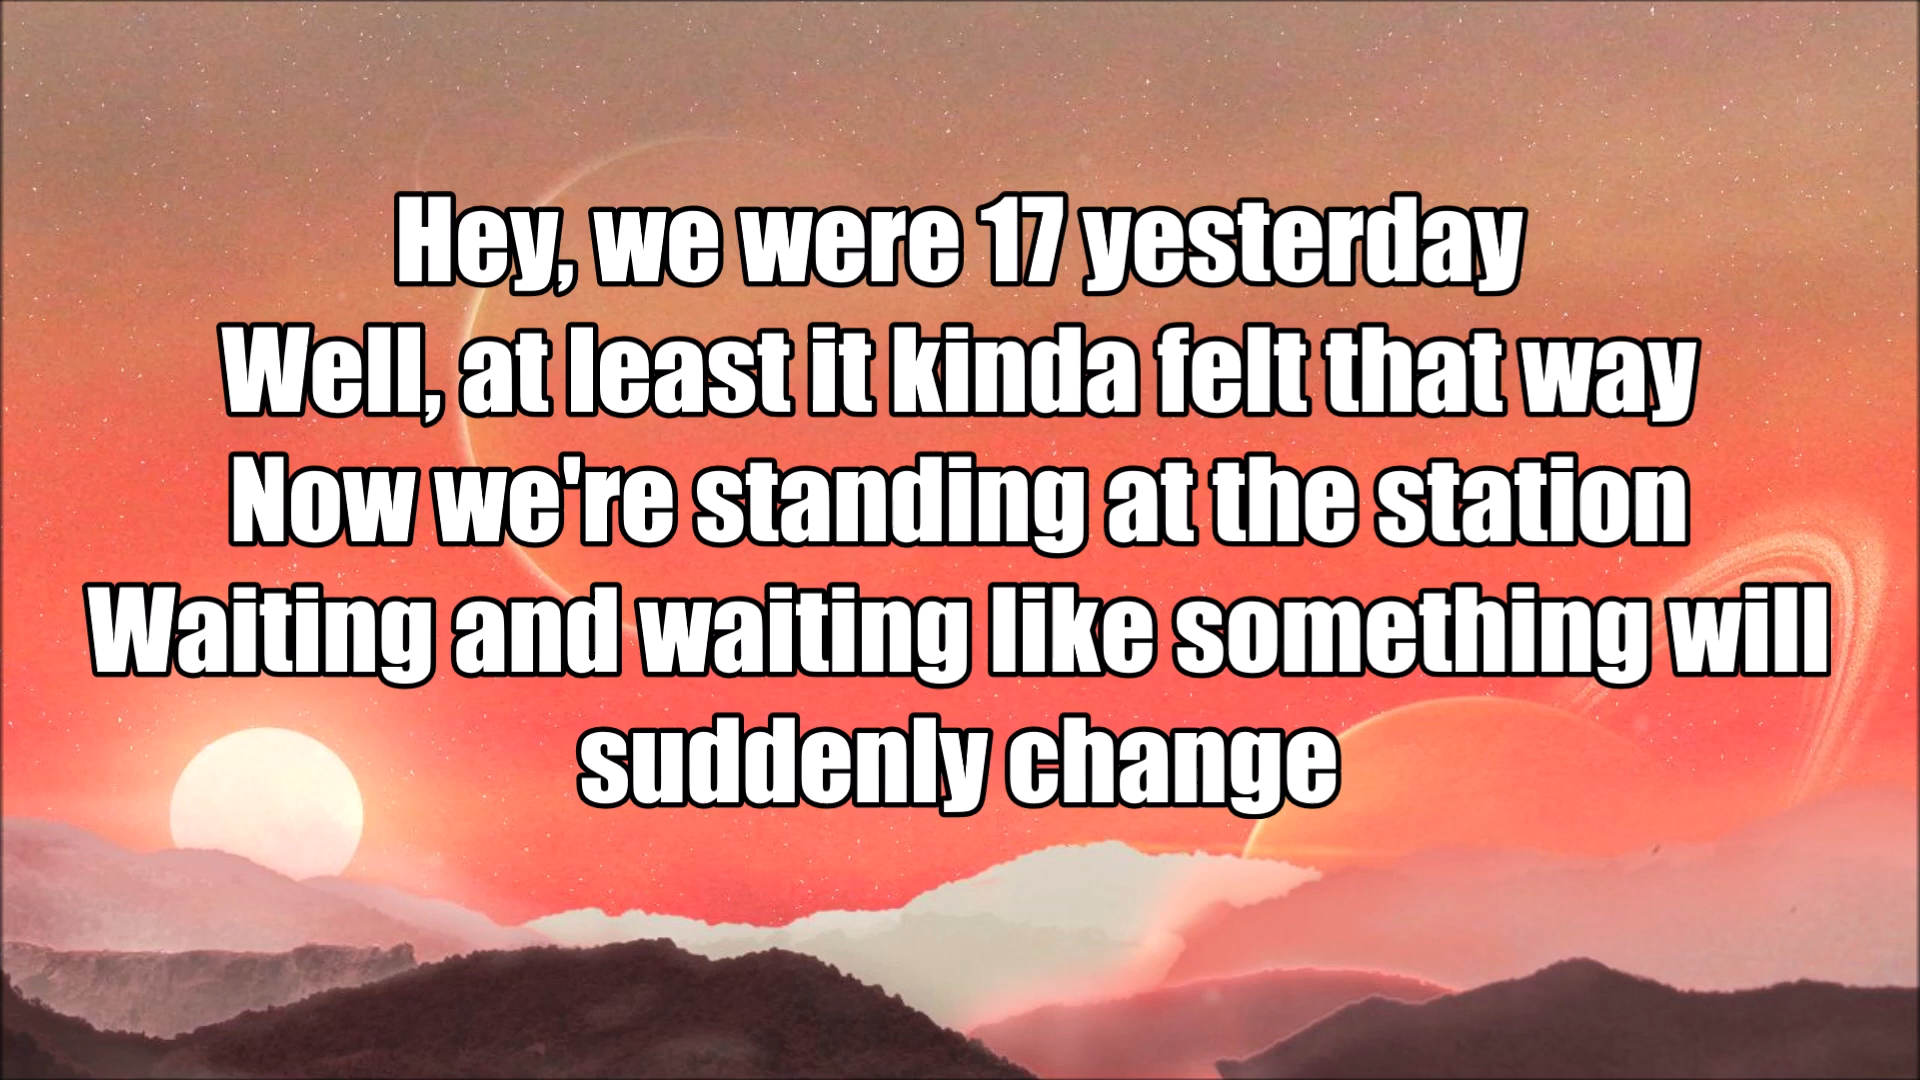 Hey, we were 17 yesterday
Well, at least it kinda felt that way
Now we're standing at the station
Waiting and waiting like something will
suddenly change